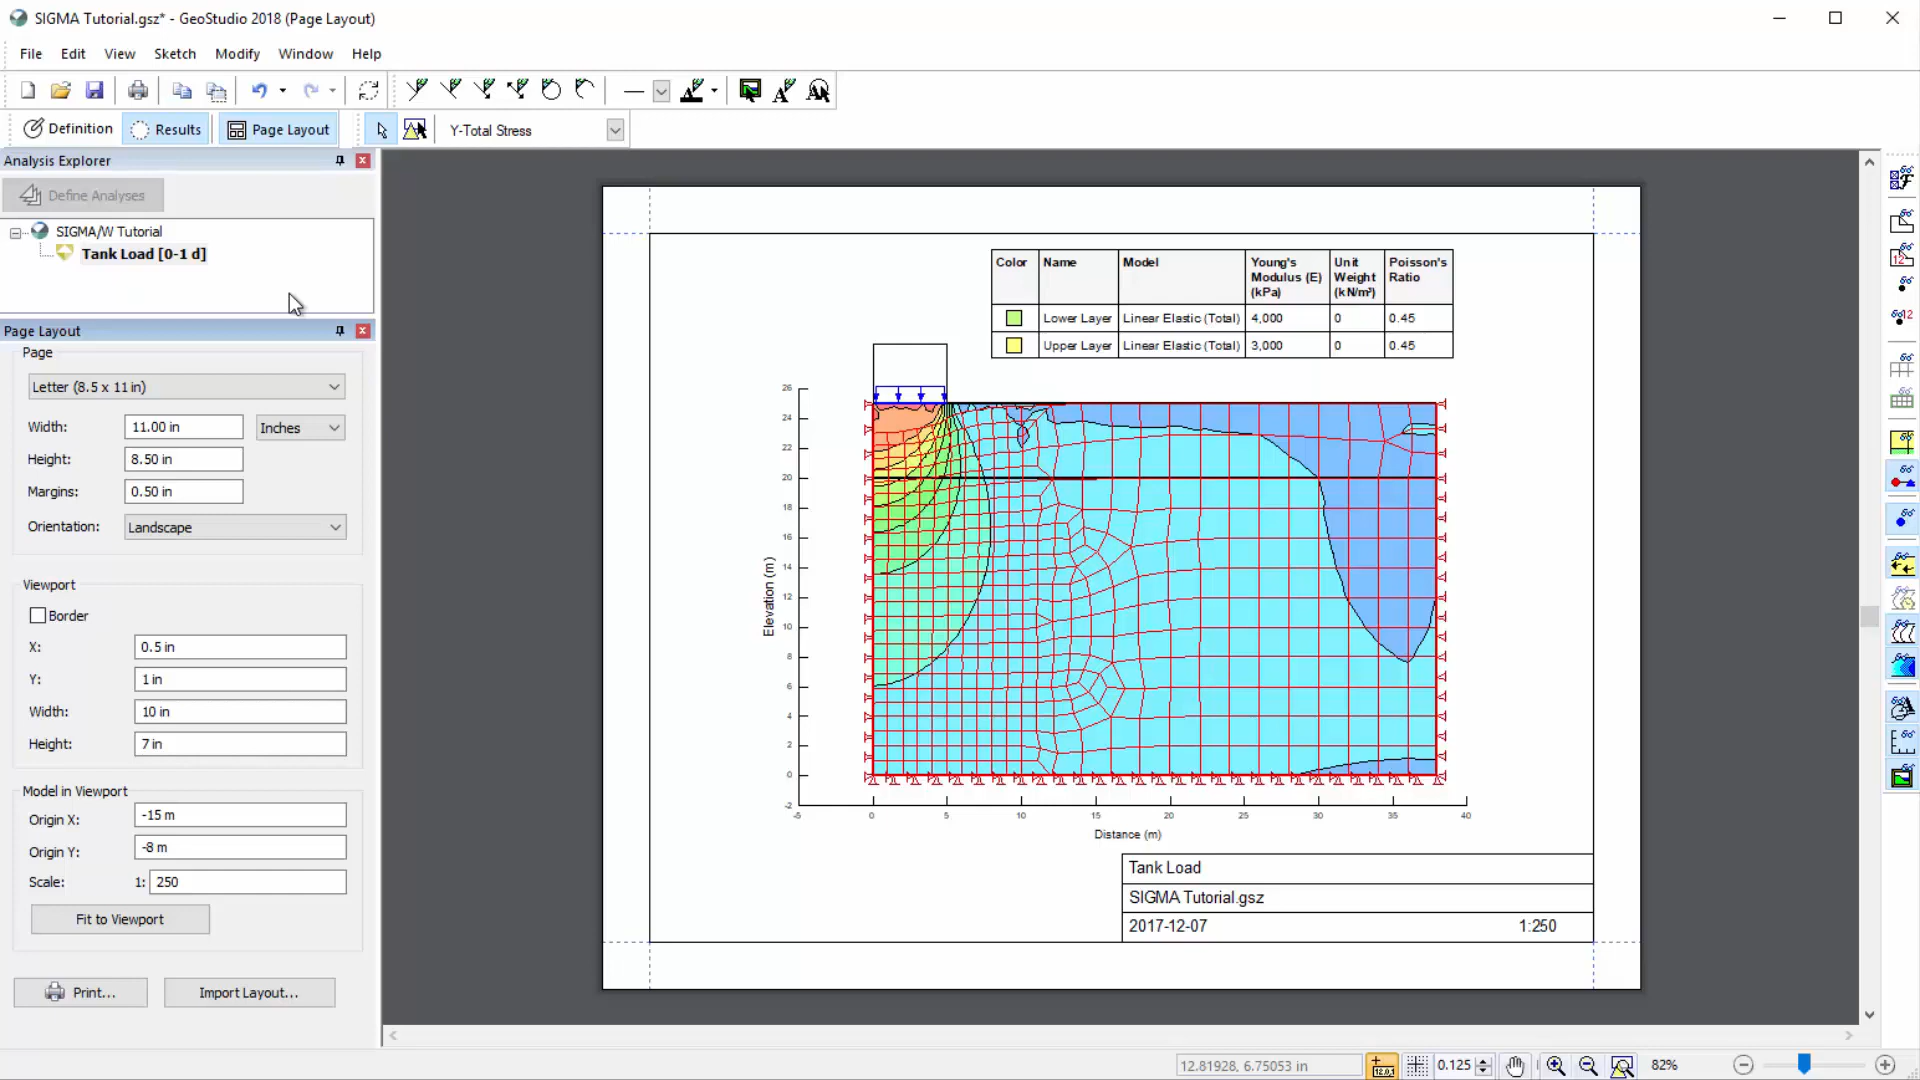 SIGMA Tutorial.gsz* - GeoStudio 2018 (Page Layout)
File Edit View Sketch Modify Window Help
Definition Results Page Layout Y-Total Stress
Analysis Explorer
Define Analyses
SIGMA/W Tutorial
Tank Load [0-1 d]
Page Layout
Page
Letter (8.5 x 11 in)
Width: 11.00 in Inches
Height: 8.50 in
Margins: 0.50 in
Orientation: Landscape
Viewport
Border
X: 0.5 in
Y: 1 in
Width: 10 in
Height: 7 in
Model in Viewport
Origin X: -15 m
Origin Y: -8 m
Scale: 1: 250
Fit to Viewport
Print... Import Layout...
Color Name Model Young's Modulus (E) (kPa) Unit Weight (kN/m³) Poisson's Ratio
Lower Layer Linear Elastic (Total) 4,000 0 0.45
Upper Layer Linear Elastic (Total) 3,000 0 0.45
26
24
22
20
18
16
14
12
10
8
6
4
2
0
-2
Elevation (m)
-5 0 5 10 15 20 25 30 35 40
Distance (m)
Tank Load
SIGMA Tutorial.gsz
2017-12-07 1:250
12.81928, 6.75053 in 0.125 82%